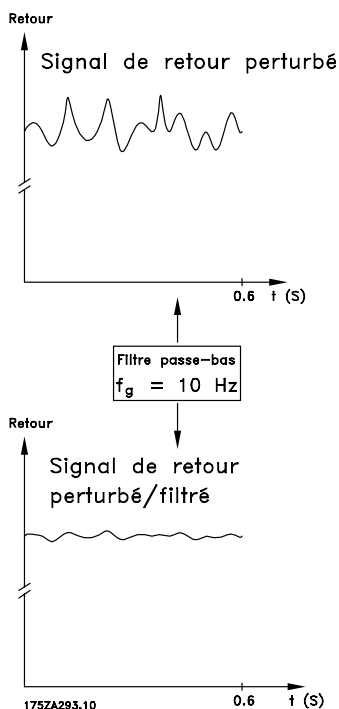 Retour
Signal de retour perturbé
0.6 t (S)
Filtre passe-bas
fg = 10 Hz
Retour
Signal de retour
perturbé/filtré
0.6 t (S)
175ZA293.10